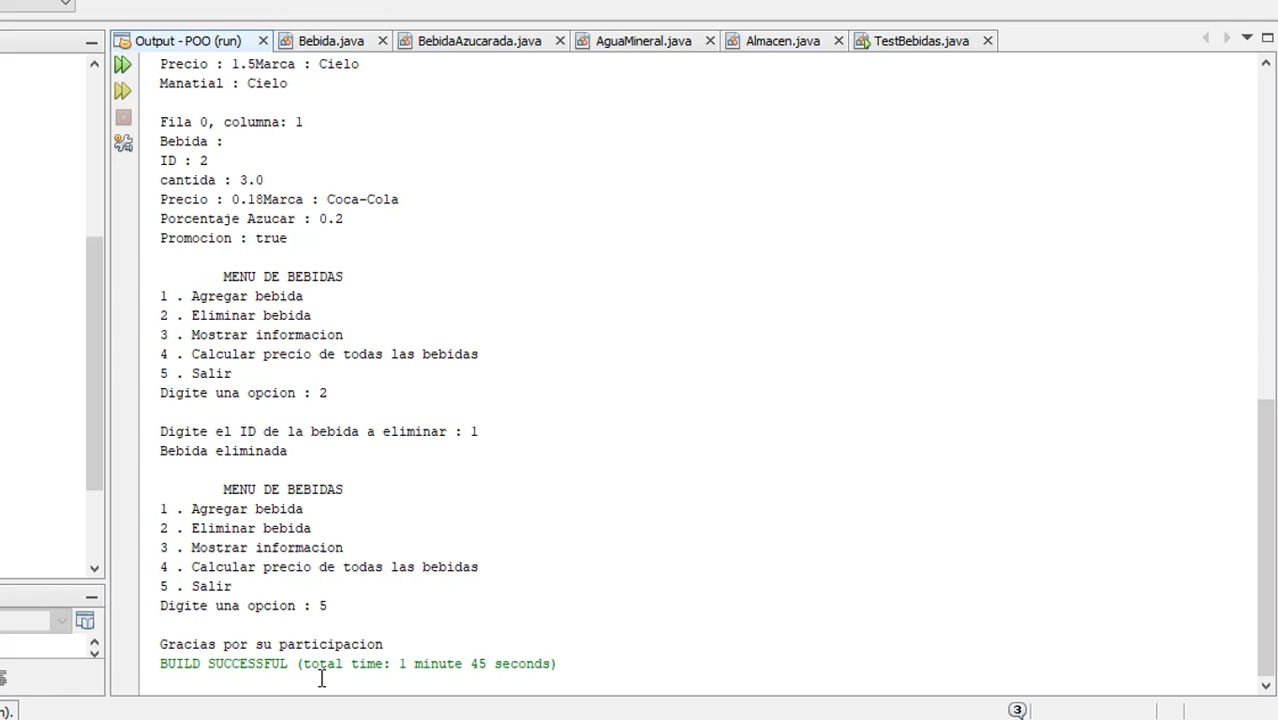 Output - POO (run)
Bebida.java
BebidaAzucarada.java
AguaMineral.java
Almacen.java
TestBebidas.java
Precio : 1.5Marca : Cielo
Manatial : Cielo
Fila 0, columna: 1
Bebida :
ID : 2
cantida : 3.0
Precio : 0.18Marca : Coca-Cola
Porcentaje Azucar : 0.2
Promocion : true
MENU DE BEBIDAS
1 . Agregar bebida
2 . Eliminar bebida
3 . Mostrar informacion
4 . Calcular precio de todas las bebidas
5 . Salir
Digite una opcion : 2
Digite el ID de la bebida a eliminar : 1
Bebida eliminada
MENU DE BEBIDAS
1 . Agregar bebida
2 . Eliminar bebida
3 . Mostrar informacion
4 . Calcular precio de todas las bebidas
5 . Salir
Digite una opcion : 5
Gracias por su participacion
BUILD SUCCESSFUL (total time: 1 minute 45 seconds)
n).
3